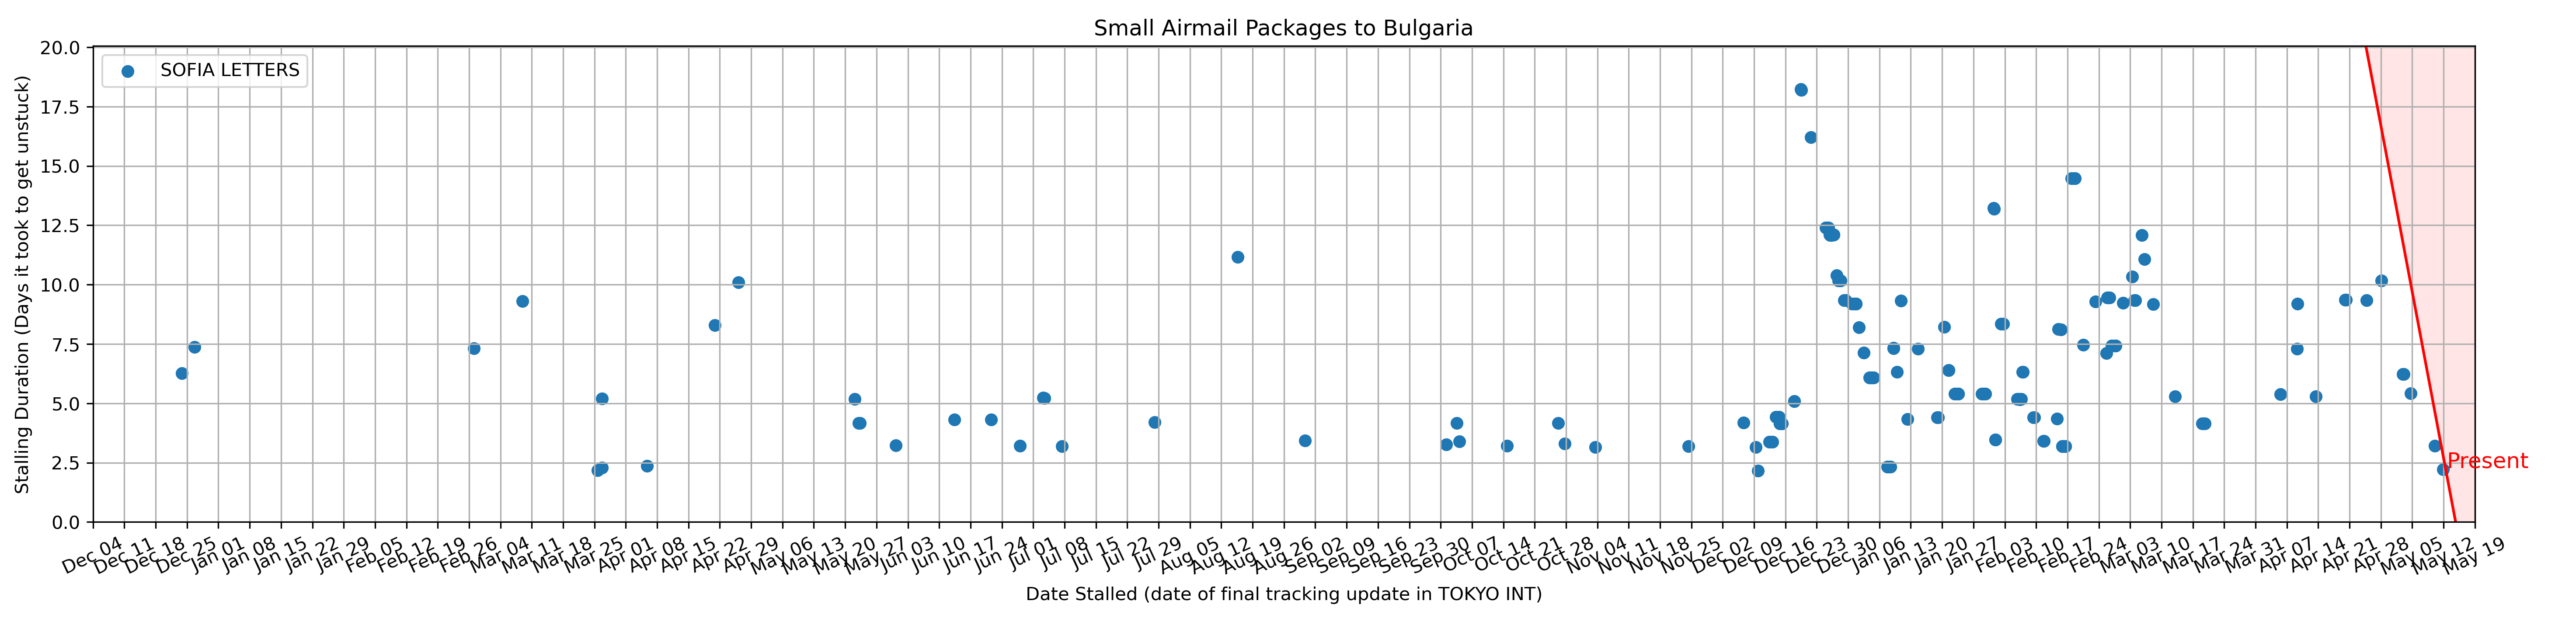 Small Airmail Packages to Bulgaria
SOFIA LETTERS
Stalling Duration (Days it took to get unstuck)
20.0
17.5
15.0
12.5
10.0
7.5
5.0
2.5
0.0
Present
Dec 04
Dec 11
Dec 18
Dec 25
Jan 01
Jan 08
Jan 15
Jan 22
Jan 29
Feb 05
Feb 12
Feb 19
Feb 26
Mar 04
Mar 11
Mar 18
Mar 25
Apr 01
Apr 08
Apr 15
Apr 22
Apr 29
May 06
May 13
May 20
May 27
Jun 03
Jun 10
Jun 17
Jun 24
Jul 01
Jul 08
Jul 15
Jul 22
Jul 29
Aug 05
Aug 12
Aug 19
Aug 26
Sep 02
Sep 09
Sep 16
Sep 23
Sep 30
Oct 07
Oct 14
Oct 21
Oct 28
Nov 04
Nov 11
Nov 18
Nov 25
Dec 02
Dec 09
Dec 16
Dec 23
Dec 30
Jan 06
Jan 13
Jan 20
Jan 27
Feb 03
Feb 10
Feb 17
Feb 24
Mar 03
Mar 10
Mar 17
Mar 24
Mar 31
Apr 07
Apr 14
Apr 21
Apr 28
May 05
May 12
May 19
Date Stalled (date of final tracking update in TOKYO INT)